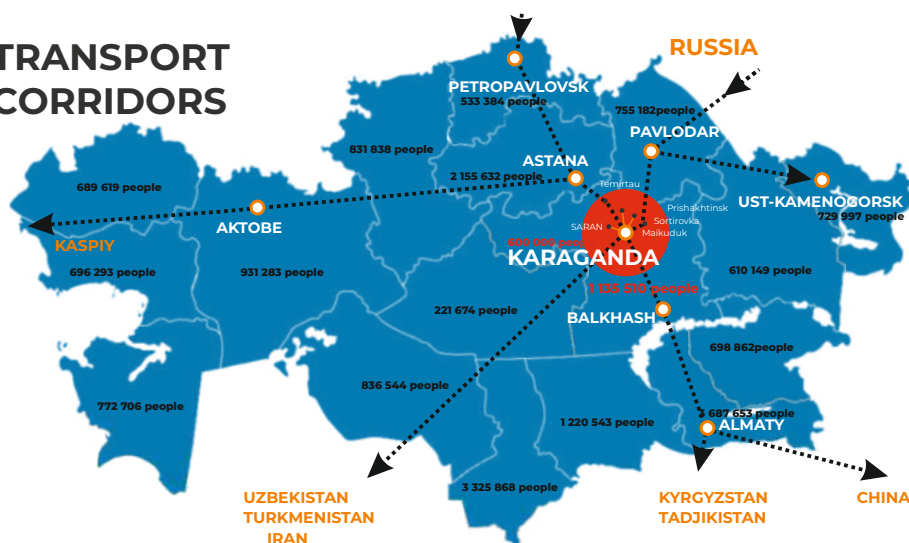 TRANSPORT
CORRIDORS
RUSSIA
PETROPAVLOVSK
533 384 people
755 182people
PAVLODAR
831 838 people
ASTANA
2 155 632 people
Temirtau
689 619 people
UST-KAMENOGORSK
729 997 people
Prishakhtinsk
Sortirovka
SARAN
Maikuduk
AKTOBE
KASPIY
KARAGANDA
696 293 people
931 283 people
610 149 people
1 136 510 people
221 674 people
BALKHASH
698 862people
836 544 people
772 706 people
1 220 543 people
3 687 653 people
ALMATY
3 325 868 people
UZBEKISTAN
TURKMENISTAN
IRAN
KYRGYZSTAN
TADJIKISTAN
CHINA